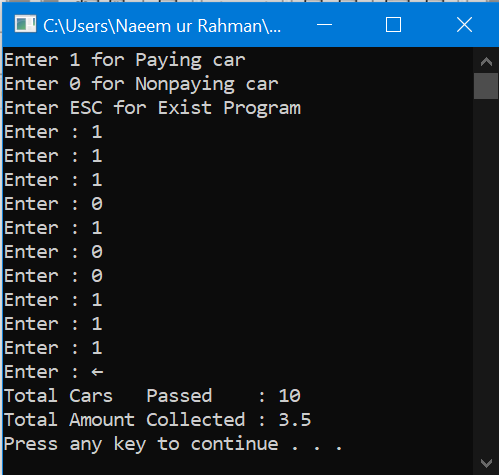 C:\Users\Naeem ur Rahman\...
Enter 1 for Paying car
Enter 0 for Nonpaying car
Enter ESC for Exist Program
Enter : 1
Enter : 1
Enter : 1
Enter : 0
Enter : 1
Enter : 0
Enter : 0
Enter : 1
Enter : 1
Enter : 1
Enter : ←
Total Cars   Passed    : 10
Total Amount Collected : 3.5
Press any key to continue . . .